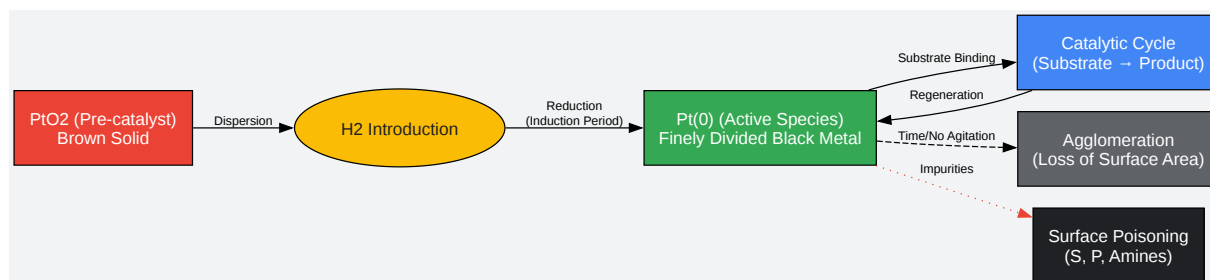 PtO2 (Pre-catalyst)
Brown Solid
Dispersion
H2 Introduction
Reduction
(Induction Period)
Pt(0) (Active Species)
Finely Divided Black Metal
Substrate Binding
Regeneration
Time/No Agitation
Impurities
Catalytic Cycle
(Substrate → Product)
Agglomeration
(Loss of Surface Area)
Surface Poisoning
(S, P, Amines)